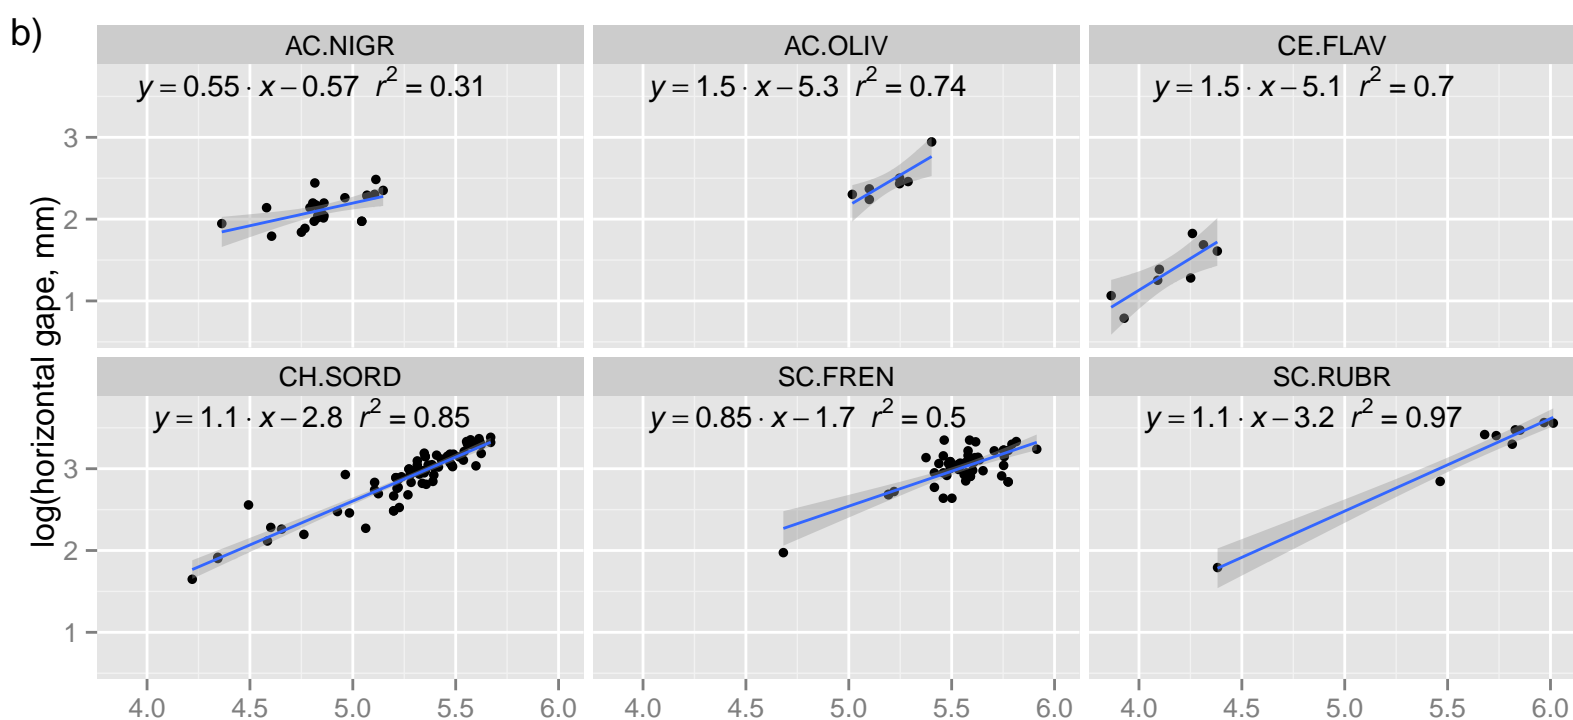 b)
AC.NIGR AC.OLIV CE.FLAV
y = 0.55 · x − 0.57 r² = 0.31 y = 1.5 · x − 5.3 r² = 0.74 y = 1.5 · x − 5.1 r² = 0.7
3
2
1
log(horizontal gape, mm)
CH.SORD SC.FREN SC.RUBR
y = 1.1 · x − 2.8 r² = 0.85 y = 0.85 · x − 1.7 r² = 0.5 y = 1.1 · x − 3.2 r² = 0.97
3
2
1
4.0 4.5 5.0 5.5 6.0 4.0 4.5 5.0 5.5 6.0 4.0 4.5 5.0 5.5 6.0